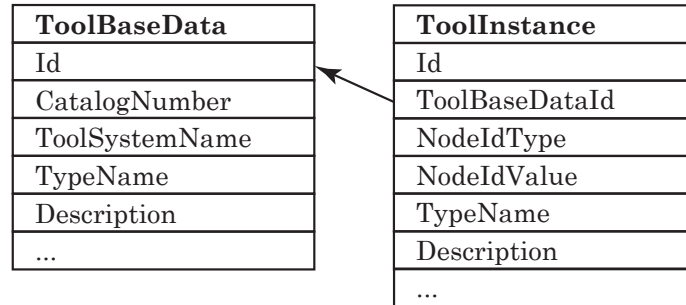 ToolBaseData
Id
CatalogNumber
ToolSystemName
TypeName
Description
...
ToolInstance
Id
ToolBaseDataId
NodeIdType
NodeIdValue
TypeName
Description
...